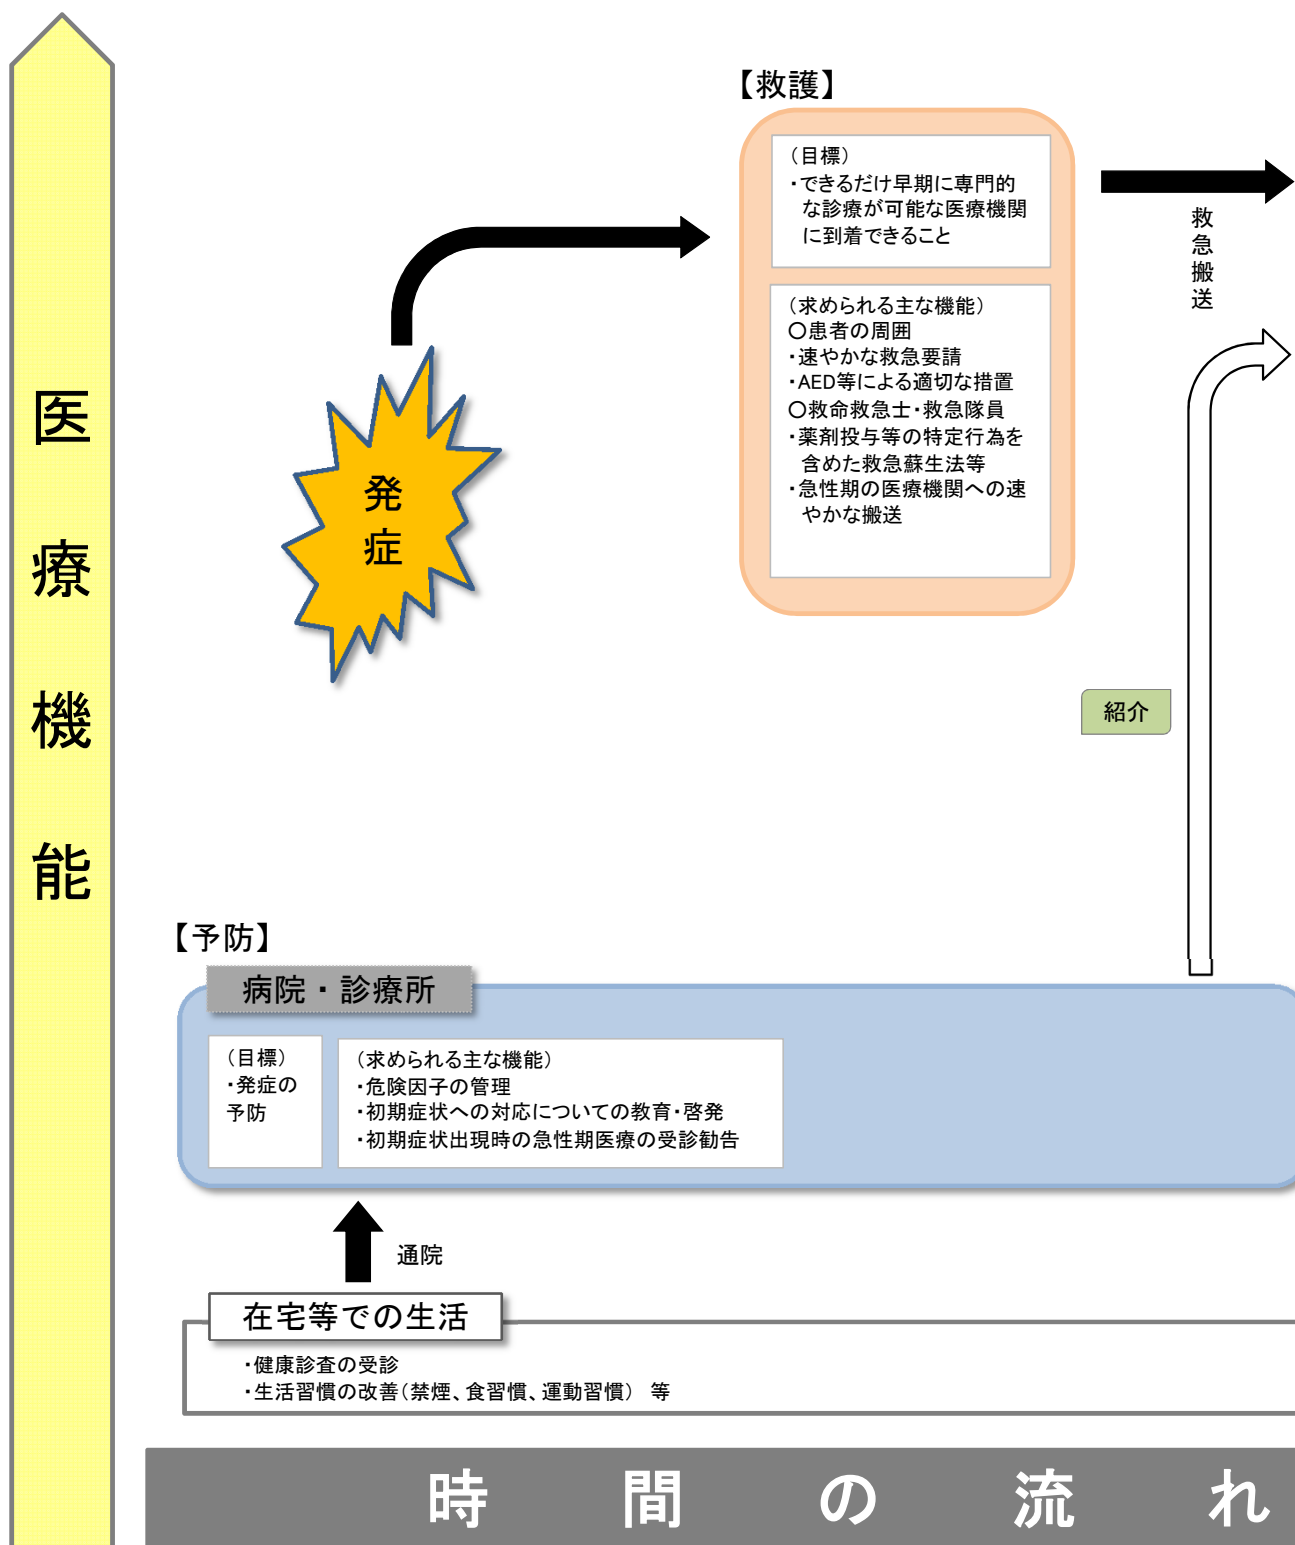 【救護】
（目標）
・できるだけ早期に専門的
な診療が可能な医療機関
に到着できること
（求められる主な機能）
〇患者の周囲
・速やかな救急要請
・AED等による適切な措置
〇救命救急士・救急隊員
・薬剤投与等の特定行為を
含めた救急蘇生法等
・急性期の医療機関への速
やかな搬送
救急搬送
発症
医療機能
紹介
【予防】
病院・診療所
（目標）
・発症の
予防
（求められる主な機能）
・危険因子の管理
・初期症状への対応についての教育・啓発
・初期症状出現時の急性期医療の受診勧告
通院
在宅等での生活
・健康診査の受診
・生活習慣の改善（禁煙、食習慣、運動習慣）　等
時間の流れ